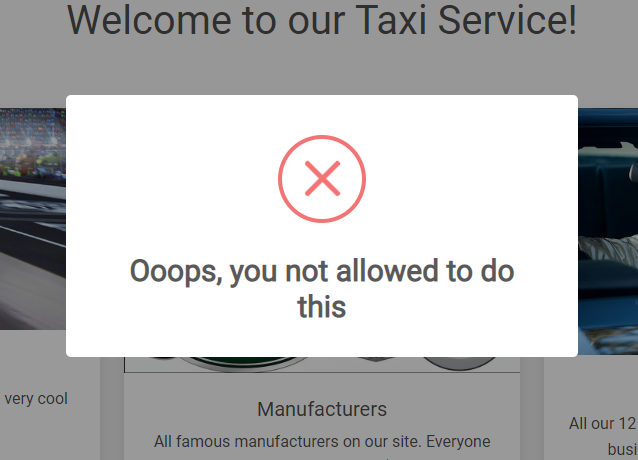 Welcome to our Taxi Service!
Ooops, you not allowed to do
this
very cool
Manufacturers
All famous manufacturers on our site. Everyone
All our 12
busi